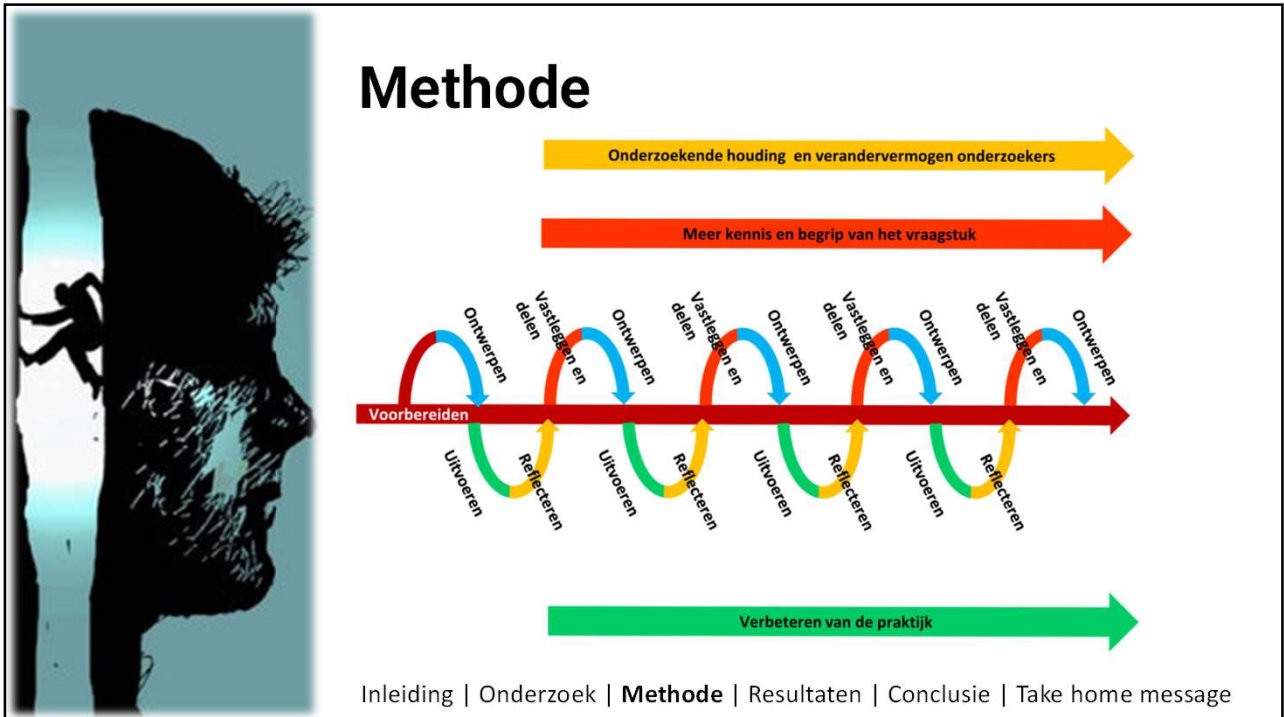 Methode
Onderzoekende houding en verandervermogen onderzoekers
Meer kennis en begrip van het vraagstuk
Ontwerpen
Vastleggen en
delen
Ontwerpen
Vastleggen en
delen
Ontwerpen
Vastleggen en
delen
Ontwerpen
Vastleggen en
delen
Ontwerpen
Voorbereiden
Uitvoeren
Reflecteren
Uitvoeren
Reflecteren
Uitvoeren
Reflecteren
Uitvoeren
Reflecteren
Verbeteren van de praktijk
Inleiding | Onderzoek | Methode | Resultaten | Conclusie | Take home message